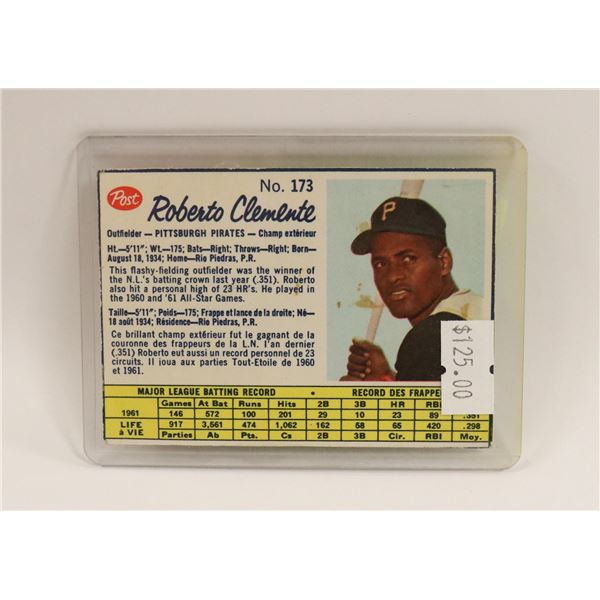 Post
No. 173
Roberto Clemente
Outfielder — PITTSBURGH PIRATES — Champ extérieur
Ht.—5'11"; Wt.—175; Bats—Right; Throws—Right; Born—
August 18, 1934; Home—Rio Piedras, P.R.
This flashy-fielding outfielder was the winner of
the N.L.'s batting crown last year (.351). Roberto
also hit a personal high of 23 HR's. He played in
the 1960 and '61 All-Star Games.
Taille—5'11"; Poids—175; Frappe et lance de la droite; Né—
18 août 1934; Résidence—Rio Piedras, P.R.
Ce brillant champ extérieur fut le gagnant de la
couronne des frappeurs de la L.N. l'an dernier
(.351) Roberto eut aussi un record personnel de 23
circuits. Il joua aux parties Tout-Etoile de 1960
et 1961.
P
$125.00
MAJOR LEAGUE BATTING RECORD • RECORD DES FRAPPE
Games At Bat Runs Hits 2B 3B HR RBI
1961 146 572 100 201 29 10 23 89 .351
LIFE à VIE 917 3,561 474 1,062 162 58 65 420 .298
Parties Ab Pts. Cs 2B 3B Cir. RBI Moy.